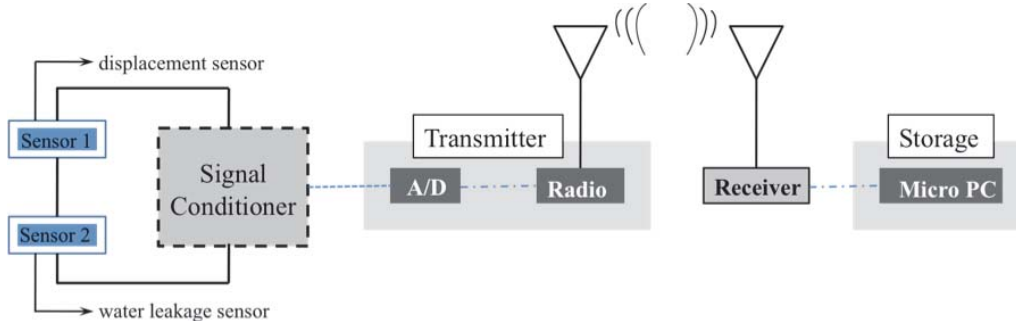 displacement sensor
Sensor 1
Sensor 2
water leakage sensor
Signal
Conditioner
Transmitter
A/D
Radio
Receiver
Storage
Micro PC